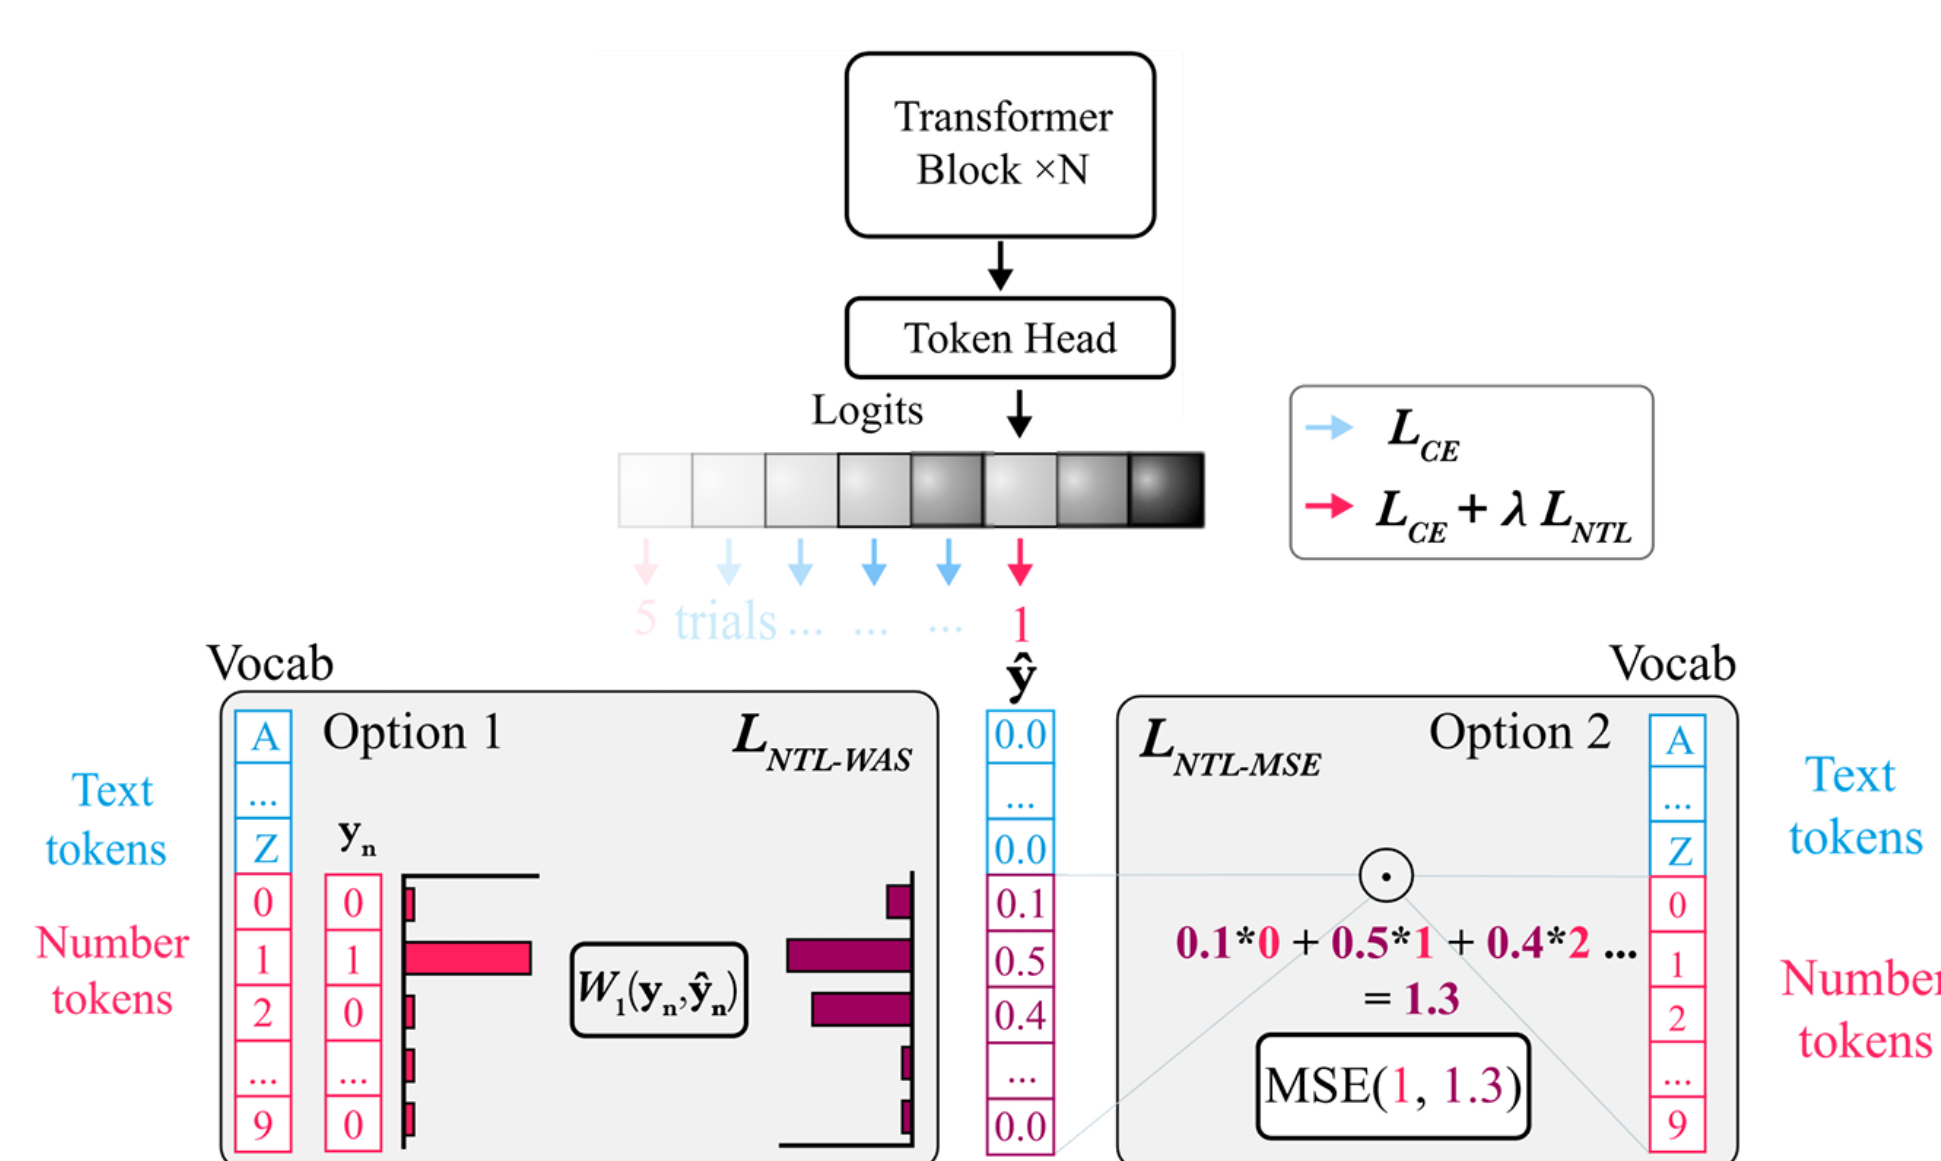 Transformer
Block ×N
Token Head
Logits
L_CE
L_CE + λ L_NTL
5 trials ... ... ... 1
ŷ
Vocab
Option 1
L_NTL-WAS
Text
tokens
Number
tokens
A
...
Z
0
1
2
...
9
y_n
0
1
0
...
0
W_1(y_n,ŷ_n)
0.0
...
0.0
0.1
0.5
0.4
...
0.0
Vocab
L_NTL-MSE
Option 2
0.1*0 + 0.5*1 + 0.4*2 ...
= 1.3
MSE(1, 1.3)
A
...
Z
0
1
2
...
9
Text
tokens
Number
tokens